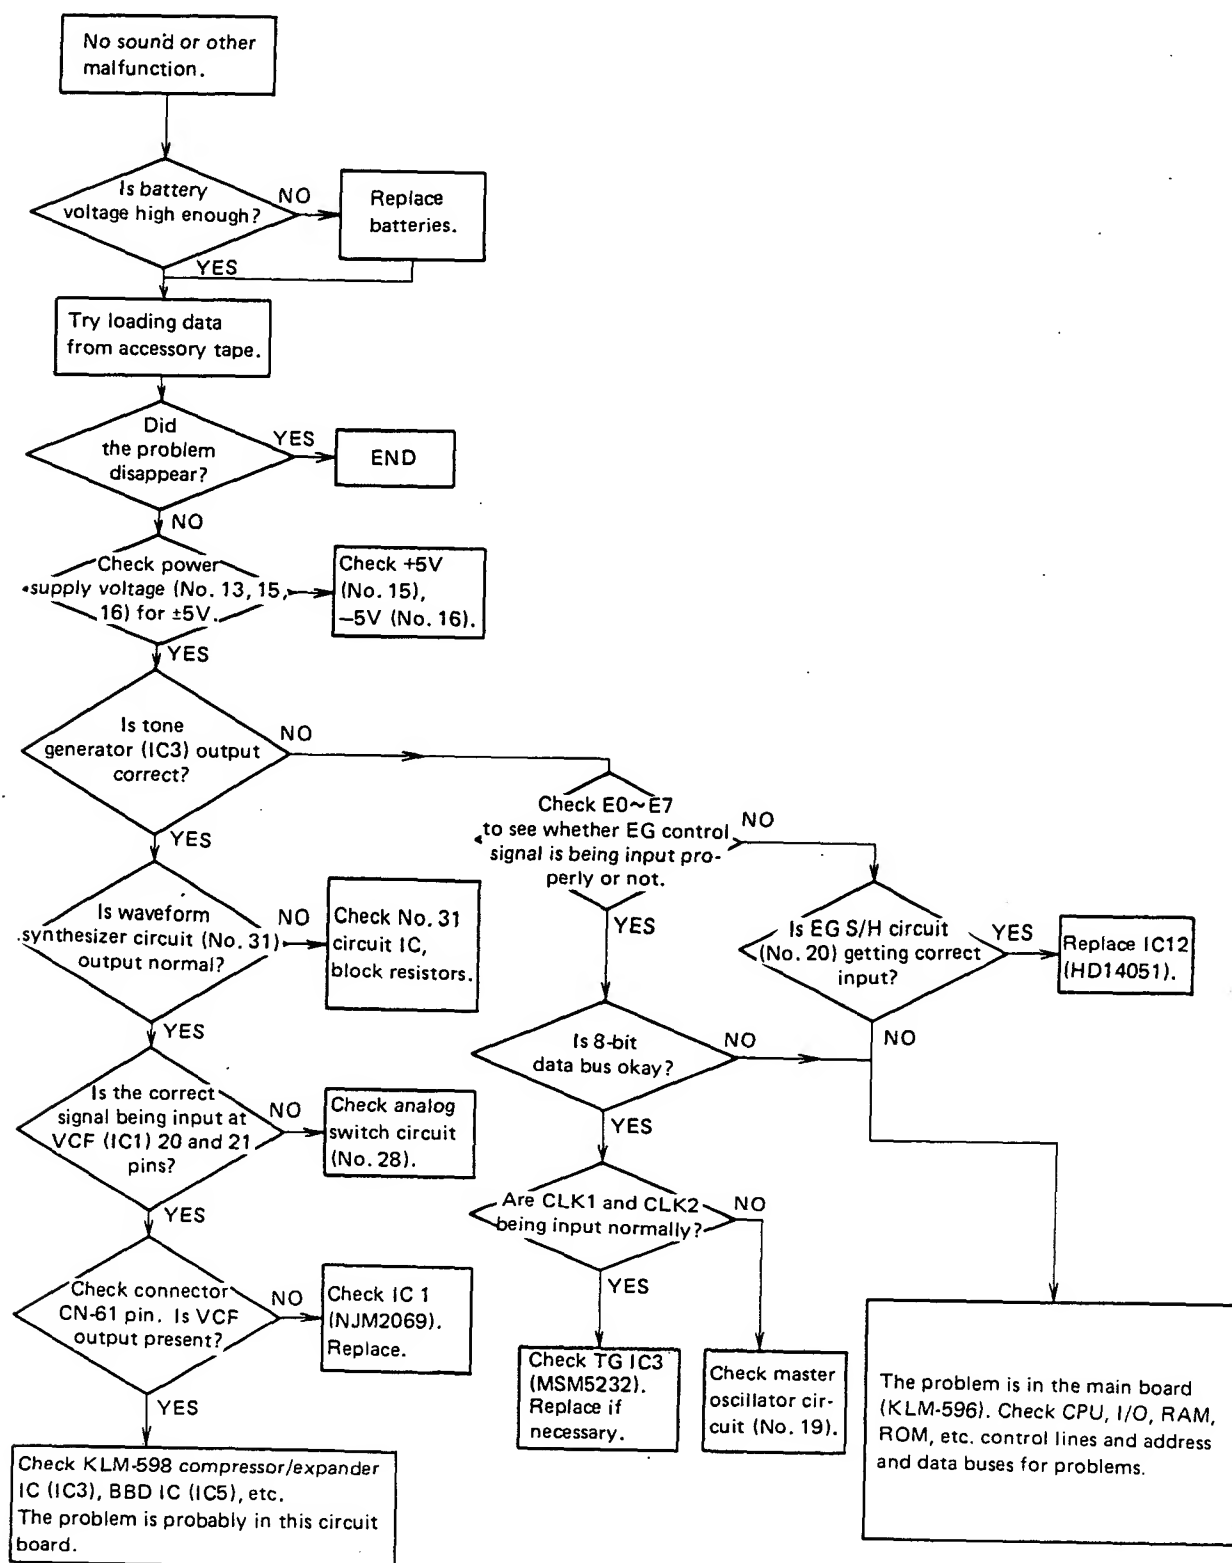 No sound or other
malfunction.
Is battery
voltage high enough?
NO
Replace
batteries.
YES
Try loading data
from accessory tape.
Did
the problem
disappear?
YES
END
NO
Check power
supply voltage (No. 13, 15,
16) for ±5V.
Check +5V
(No. 15),
−5V (No. 16).
YES
Is tone
generator (IC3) output
correct?
NO
Check E0~E7
to see whether EG control
signal is being input pro-
perly or not.
NO
YES
YES
Is waveform
synthesizer circuit (No. 31)
output normal?
NO
Check No. 31
circuit IC,
block resistors.
Is EG S/H circuit
(No. 20) getting correct
input?
YES
Replace IC12
(HD14051).
NO
YES
Is 8-bit
data bus okay?
NO
YES
Is the correct
signal being input at
VCF (IC1) 20 and 21
pins?
NO
Check analog
switch circuit
(No. 28).
YES
Are CLK1 and CLK2
being input normally?
NO
YES
Check connector
CN-61 pin. Is VCF
output present?
NO
Check IC 1
(NJM2069).
Replace.
YES
Check TG IC3
(MSM5232).
Replace if
necessary.
Check master
oscillator cir-
cuit (No. 19).
The problem is in the main board
(KLM-596). Check CPU, I/O, RAM,
ROM, etc. control lines and address
and data buses for problems.
Check KLM-598 compressor/expander
IC (IC3), BBD IC (IC5), etc.
The problem is probably in this circuit
board.